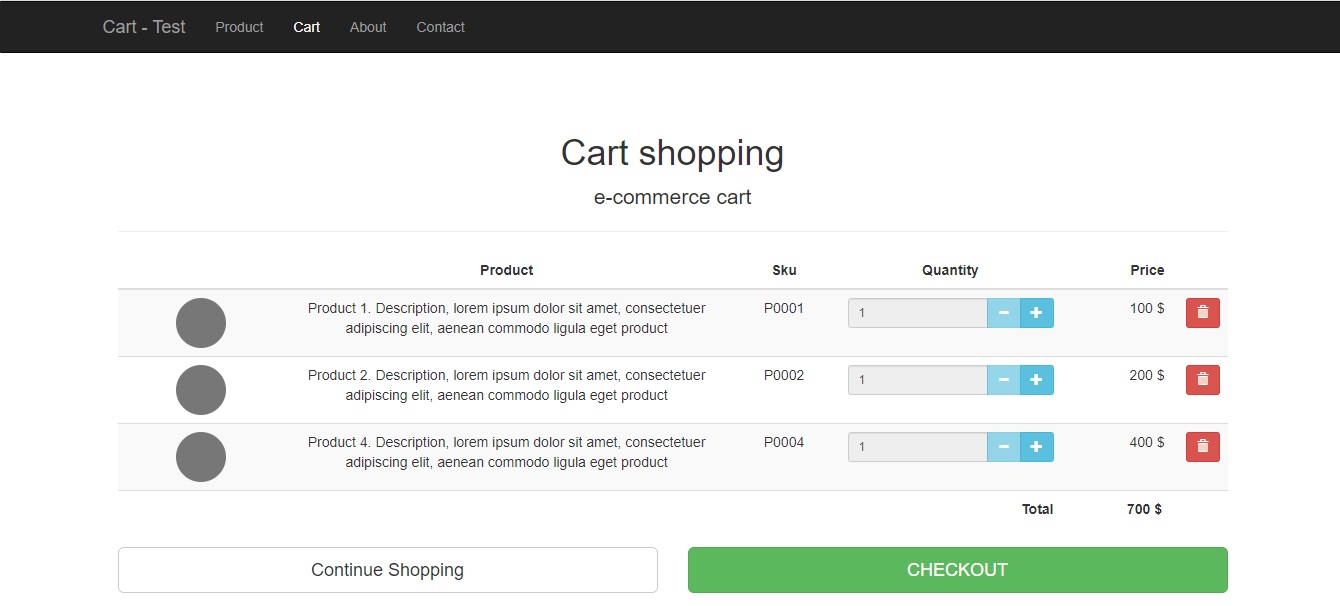 Cart - Test Product Cart About Contact
Cart shopping
e-commerce cart
Product Sku Quantity Price
Product 1. Description, lorem ipsum dolor sit amet, consectetuer P0001 1 100 $
adipiscing elit, aenean commodo ligula eget product
Product 2. Description, lorem ipsum dolor sit amet, consectetuer P0002 1 200 $
adipiscing elit, aenean commodo ligula eget product
Product 4. Description, lorem ipsum dolor sit amet, consectetuer P0004 1 400 $
adipiscing elit, aenean commodo ligula eget product
Total 700 $
Continue Shopping CHECKOUT